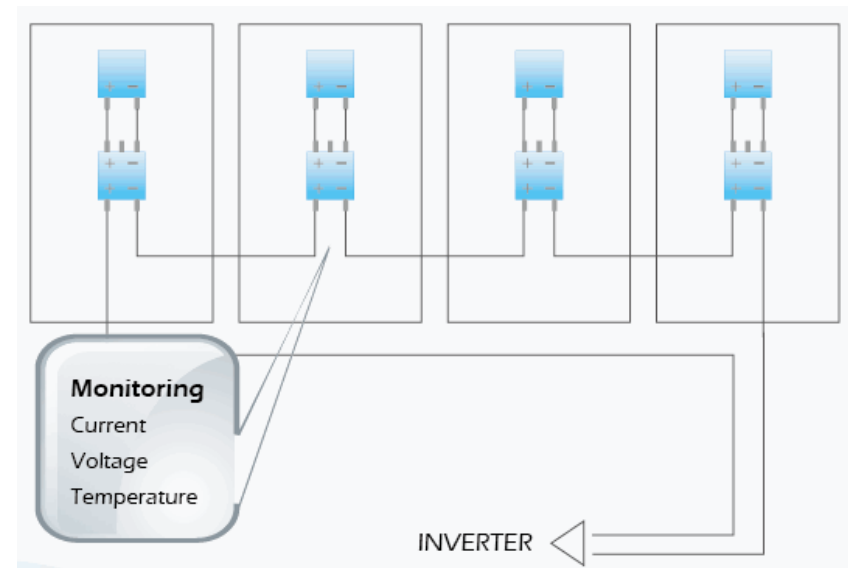 + − + − + − + −
+ − + − + − + −
+ − + − + − + −
Monitoring
Current
Voltage
Temperature
INVERTER